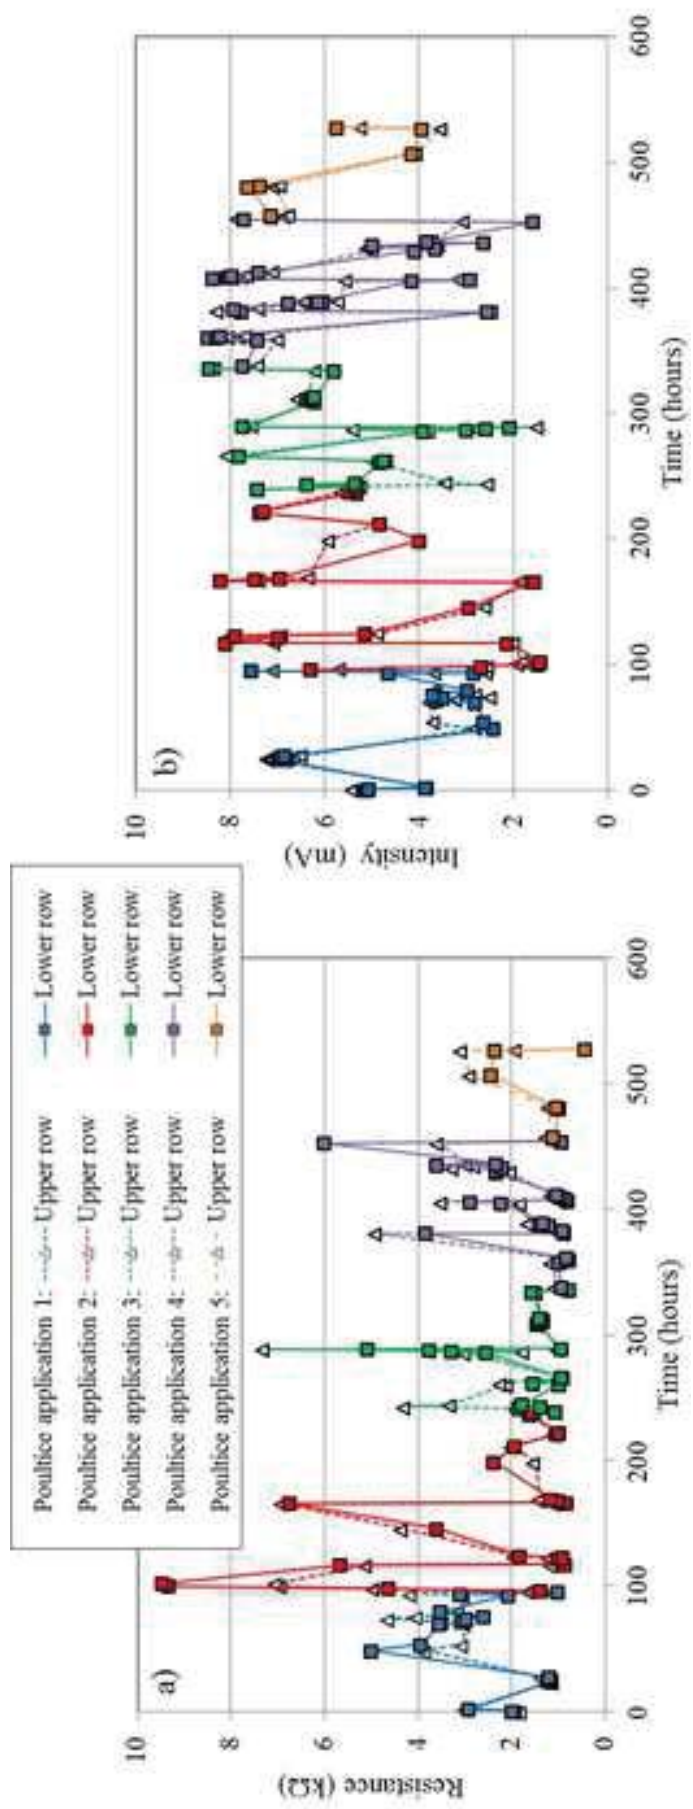 Poultice application 1: Upper row Lower row
Poultice application 2: Upper row Lower row
Poultice application 3: Upper row Lower row
Poultice application 4: Upper row Lower row
Poultice application 5: Upper row Lower row
a)
10
8
6
4
2
0
Resistance (kΩ)
0 100 200 300 400 500 600
Time (hours)
b)
10
8
6
4
2
0
Intensity (mA)
0 100 200 300 400 500 600
Time (hours)